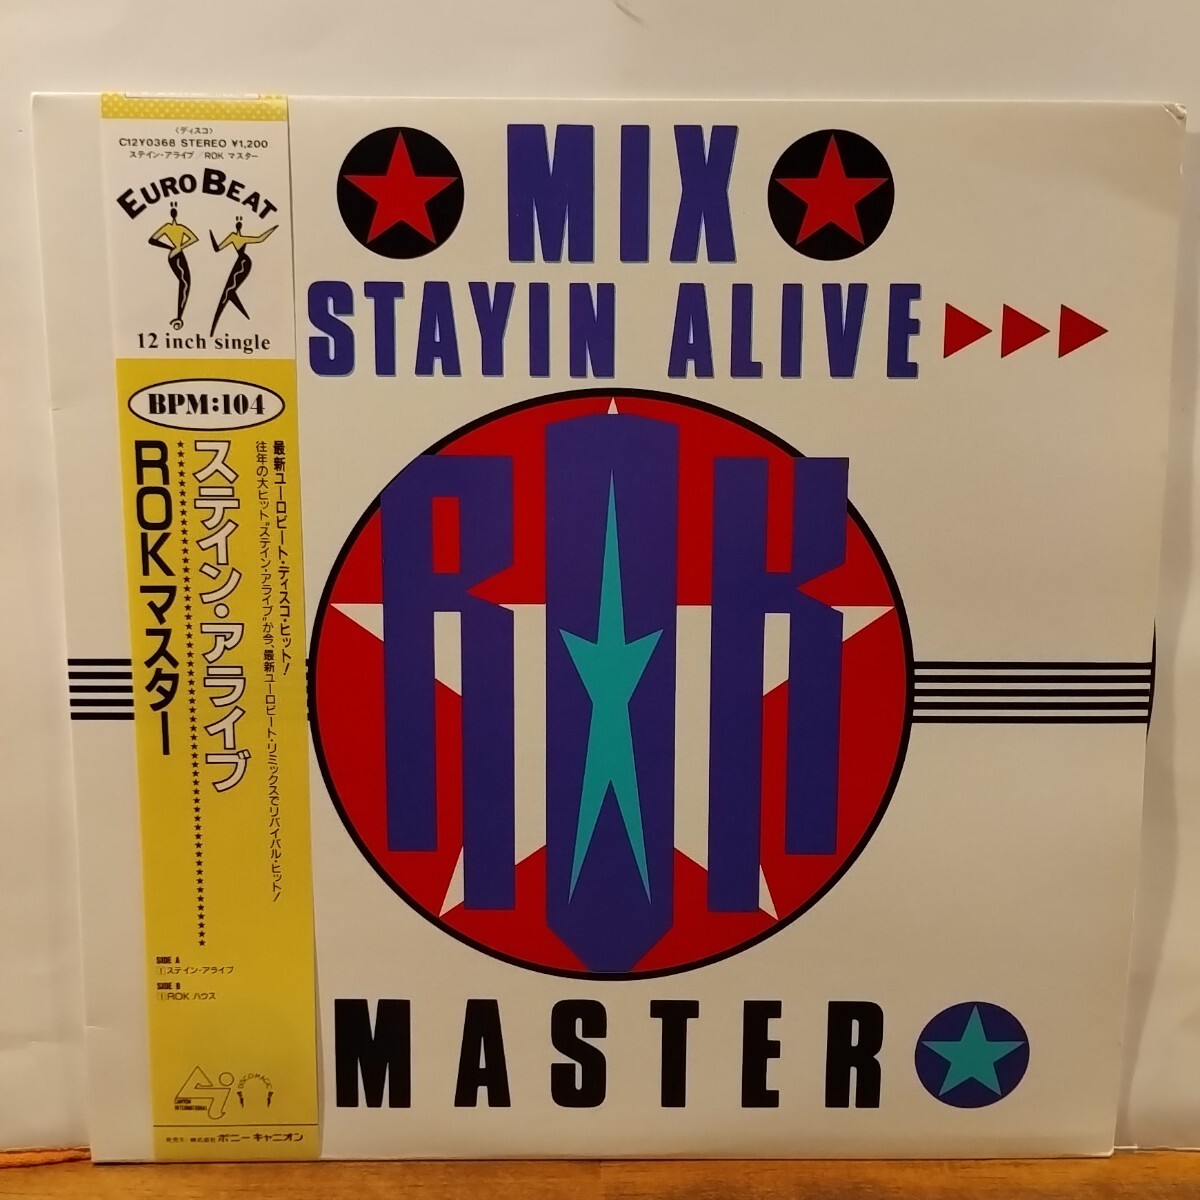 〈ディスコ〉
C12Y0368 STEREO ¥1,200
ステイン・アライブ／ROK マスター
EURO BEAT
12 inch single
BPM:104
最新ユーロビート・ディスコ・ヒット!
往年の大ヒット“ステイン・アライブ”が今、最新ユーロビート・リミックスでリバイバル・ヒット!
ステイン・アライブ
ROKマスター
SIDE A
1 ステイン・アライブ
SIDE B
1 ROK ハウス
CANYON
INTERNATIONAL
DISCOMAGIC
発売元・株式会社 ポニーキャニオン
MIX
STAYIN ALIVE
ROK
MASTER